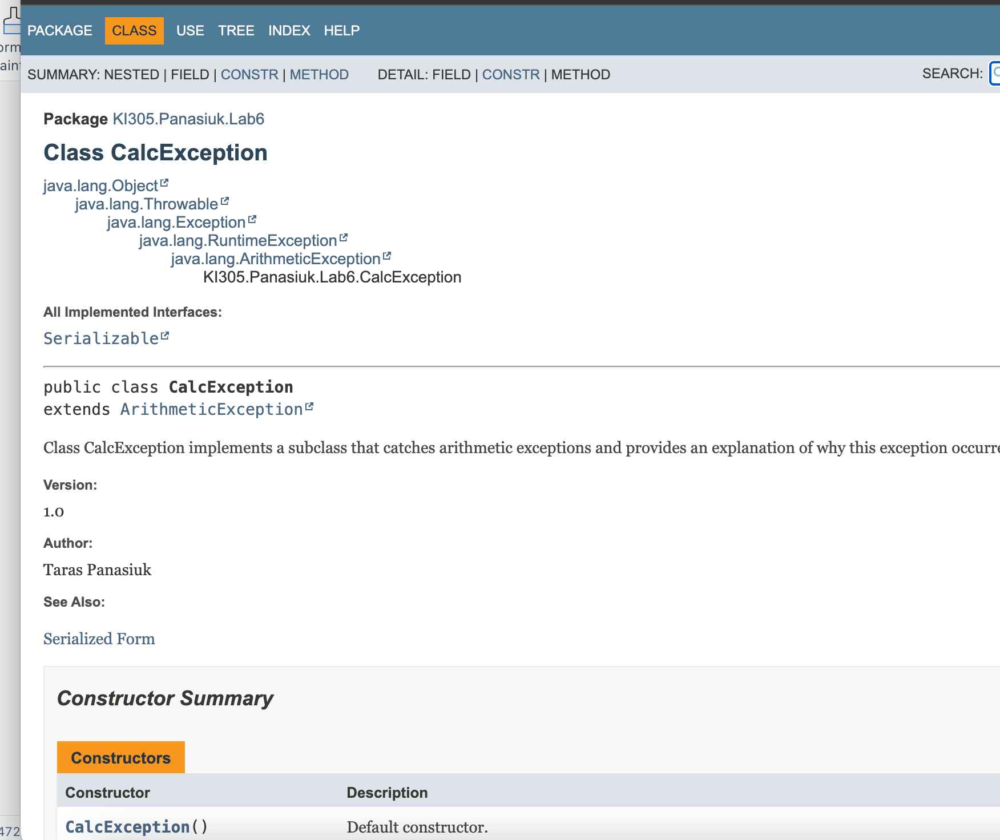 PACKAGE CLASS USE TREE INDEX HELP
SUMMARY: NESTED | FIELD | CONSTR | METHOD DETAIL: FIELD | CONSTR | METHOD SEARCH:
Package KI305.Panasiuk.Lab6
Class CalcException
java.lang.Object
java.lang.Throwable
java.lang.Exception
java.lang.RuntimeException
java.lang.ArithmeticException
KI305.Panasiuk.Lab6.CalcException
All Implemented Interfaces:
Serializable
public class CalcException
extends ArithmeticException
Class CalcException implements a subclass that catches arithmetic exceptions and provides an explanation of why this exception
Version:
1.0
Author:
Taras Panasiuk
See Also:
Serialized Form
Constructor Summary
Constructors
Constructor Description
CalcException() Default constructor.
472